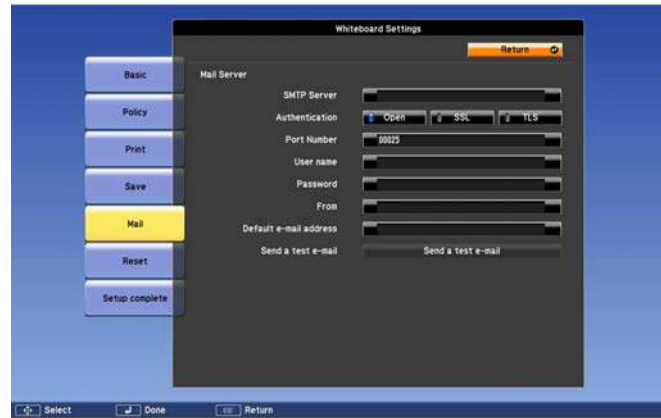 Whiteboard Settings
Return
Basic
Policy
Print
Save
Mail
Reset
Setup complete
Mail Server
SMTP Server
Authentication Open SSL TLS
Port Number 00025
User name
Password
From
Default e-mail address
Send a test e-mail Send a test e-mail
Select Done Return